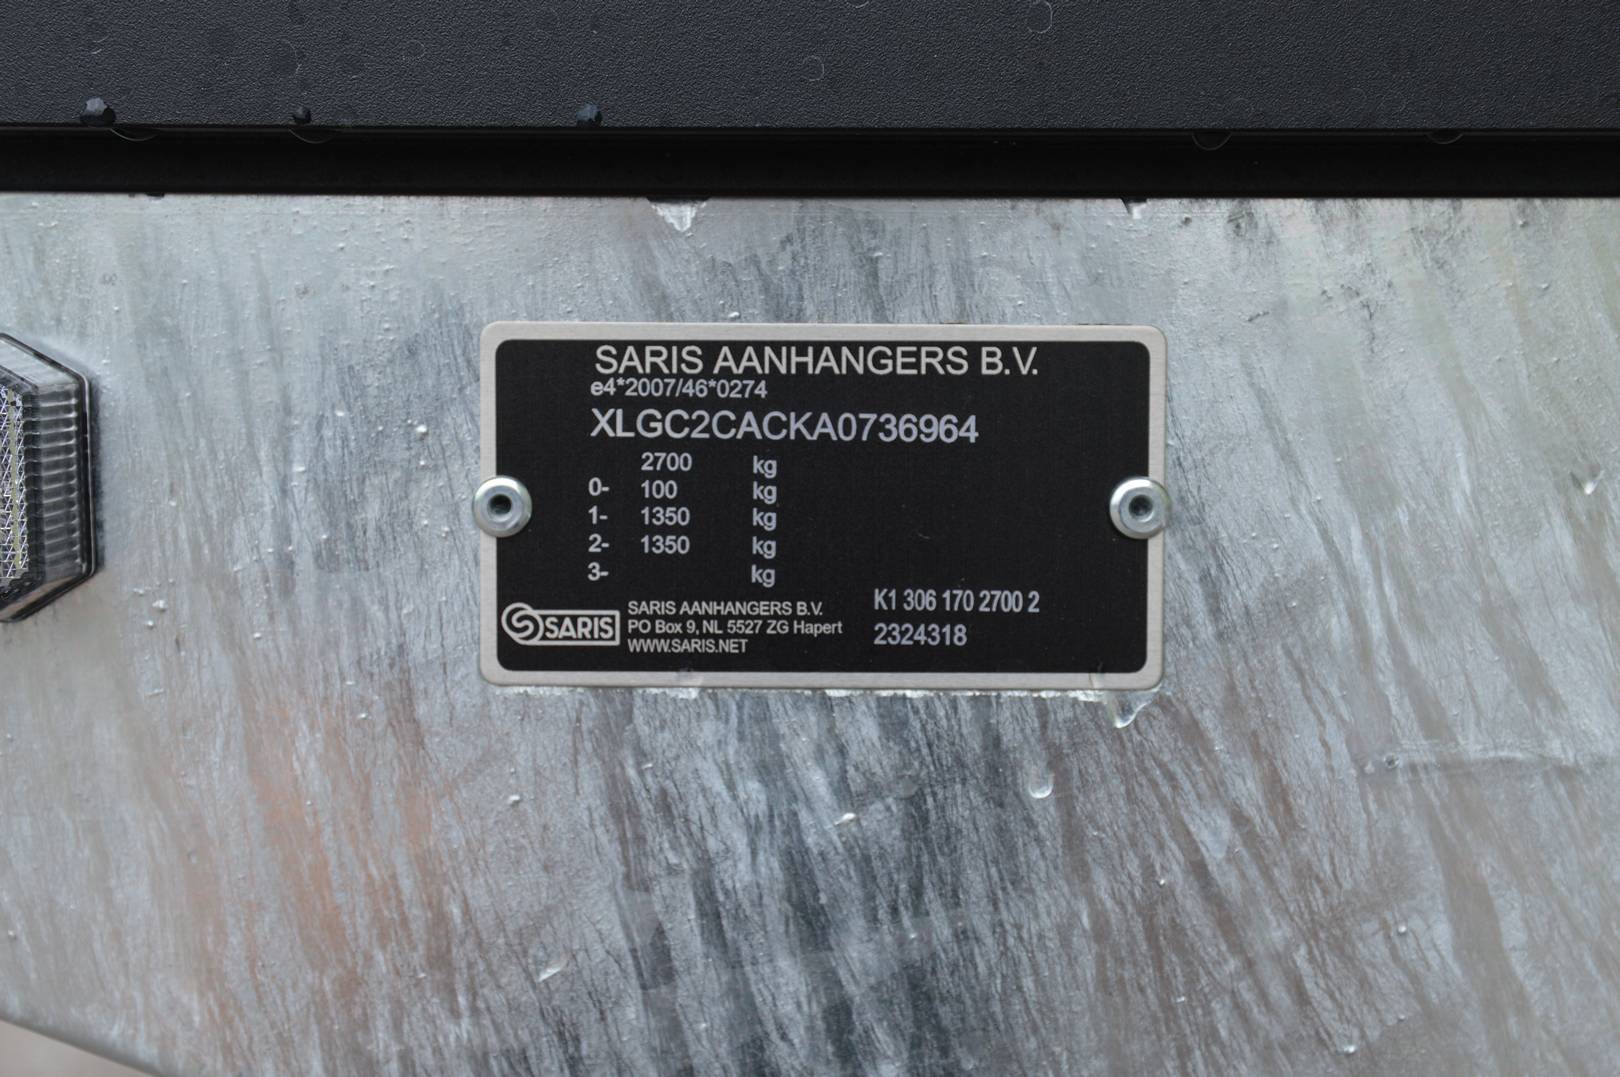 SARIS AANHANGERS B.V.
e4*2007/46*0274
XLGC2CACKA0736964
2700 kg
0- 100 kg
1- 1350 kg
2- 1350 kg
3- kg
K1 306 170 2700 2
2324318
SARIS
SARIS AANHANGERS B.V.
PO Box 9, NL 5527 ZG Hapert
WWW.SARIS.NET